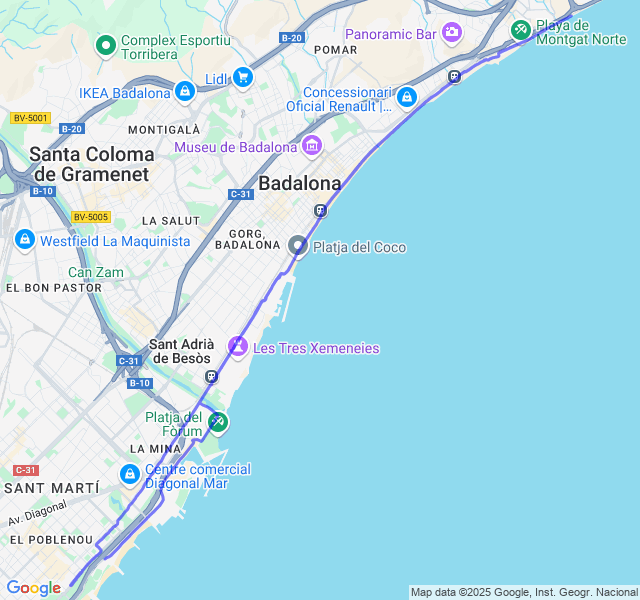 Playa de
Montgat Norte
Panoramic Bar
B-20
POMAR
Complex Esportiu
Torribera
Lidl
IKEA Badalona
Concessionari
Oficial Renault |...
BV-5001
B-20
MONTIGALÀ
Museu de Badalona
Santa Coloma
de Gramenet
B-10
C-31
Badalona
BV-5005
LA SALUT
GORG,
BADALONA
Westfield La Maquinista
Platja del Coco
Can Zam
EL BON PASTOR
Sant Adrià
de Besòs
Les Tres Xemeneies
C-31
B-10
Platja del
Fòrum
LA MINA
C-31
Centre comercial
Diagonal Mar
SANT MARTÍ
Av. Diagonal
EL POBLENOU
Google
Map data ©2025 Google, Inst. Geogr. Nacional